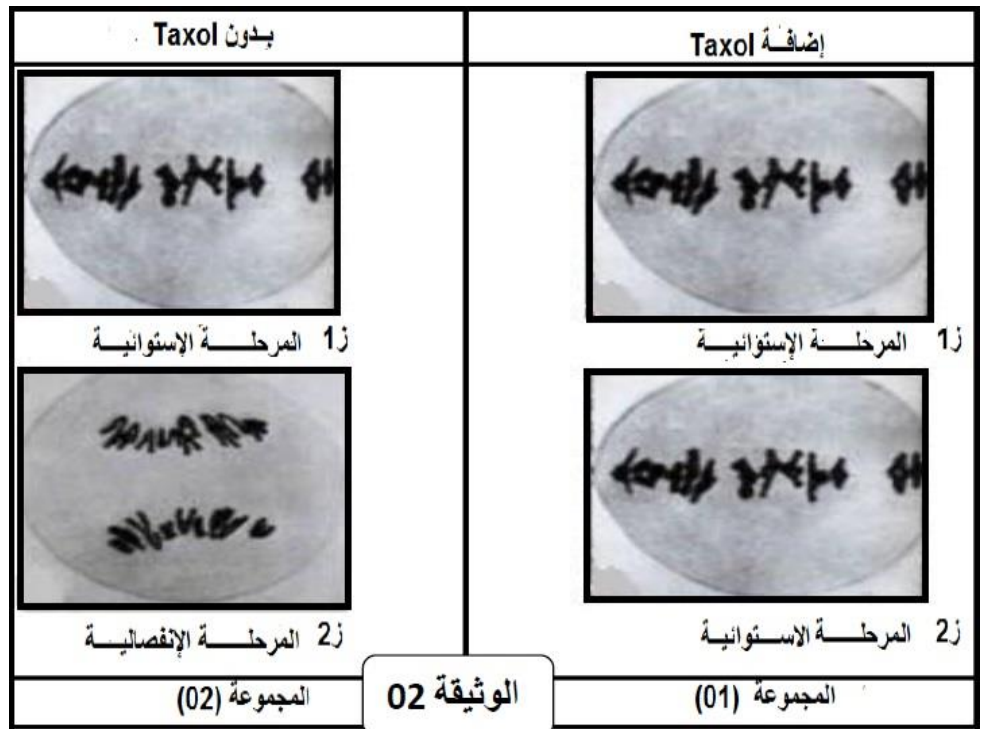 إضافة Taxol
بدون Taxol
ز1 المرحلة الإستوائية
ز1 المرحلة الإستوائية
ز2 المرحلة الاستوائية
ز2 المرحلة الإنفصالية
المجموعة (01)
الوثيقة 02
المجموعة (02)